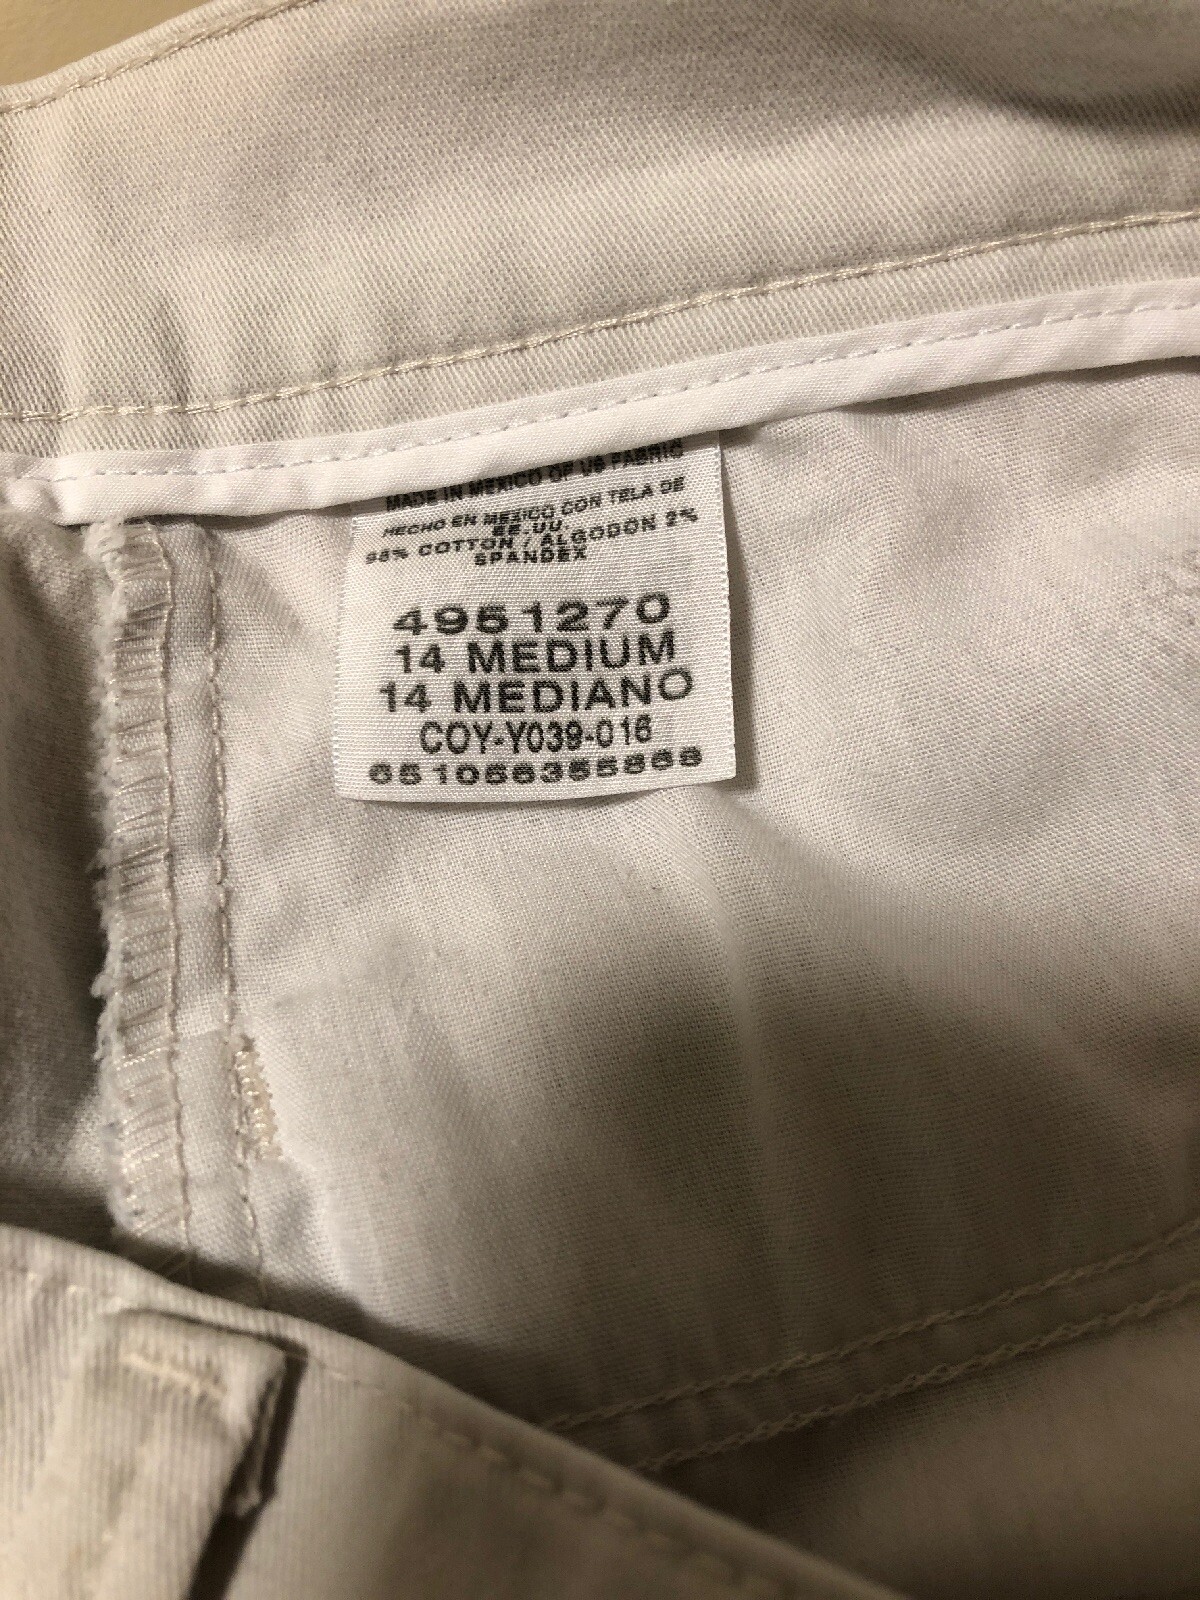 MADE IN MEXICO OF US FABRIC
HECHO EN MEXICO CON TELA DE
EE.UU.
98% COTTON / ALGODON 2%
SPANDEX
4951270
14 MEDIUM
14 MEDIANO
COY-Y039-016
651056355868